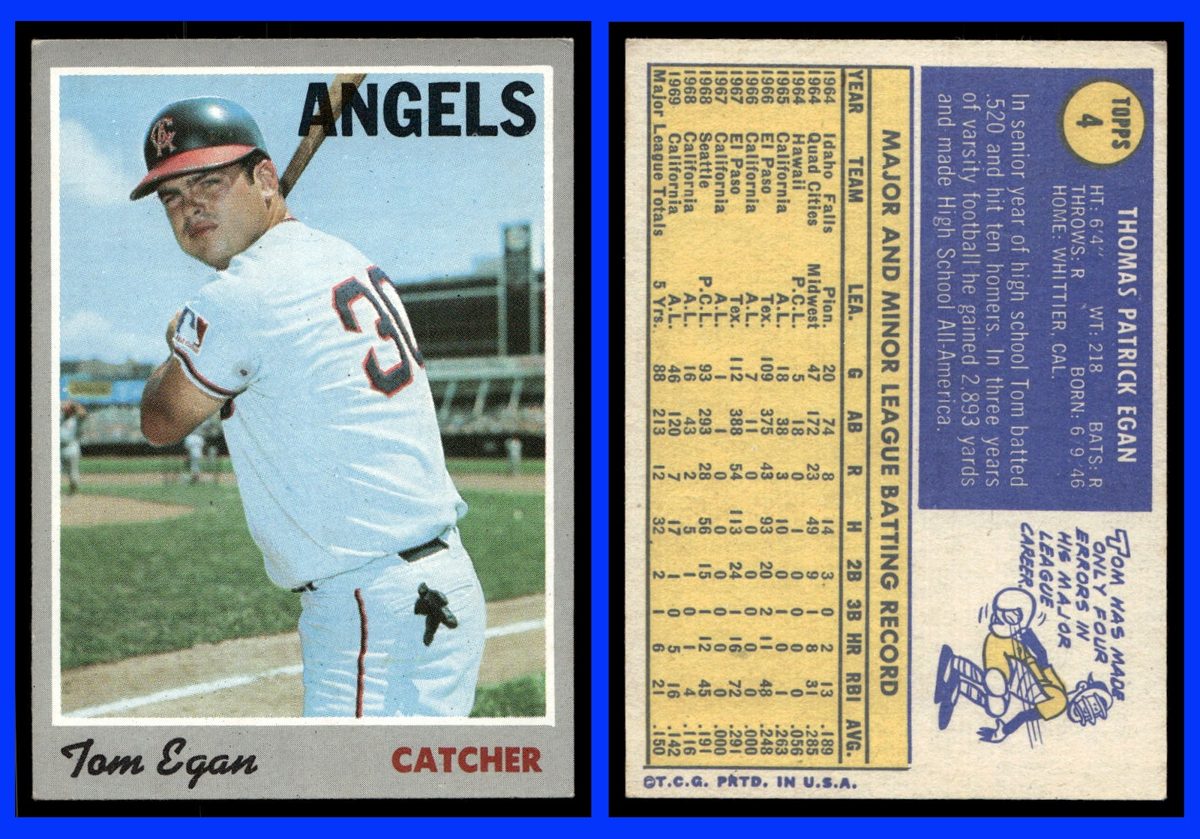 ANGELS
30
Tom Egan
CATCHER
TOPPS
4
THOMAS PATRICK EGAN
HT: 6'4" WT: 218 BATS: R
THROWS: R BORN: 6 9 '46
HOME: WHITTIER, CAL.
In senior year of high school Tom batted
.520 and hit ten homers. In three years
of varsity football he gained 2,893 yards
and made High School All-America.
TOM HAS MADE
ONLY FOUR
ERRORS IN
HIS MAJOR
LEAGUE
CAREER.
MAJOR AND MINOR LEAGUE BATTING RECORD
YEAR TEAM LEA. G AB R H 2B 3B HR RBI AVG.
1964 Idaho Falls Pion. 20 74 8 14 3 0 2 13 .189
1964 Quad Cities Midwest 47 172 23 49 9 1 8 31 .285
1964 Hawaii P.C.L. 5 18 0 1 0 0 0 0 .056
1965 California A.L. 18 38 3 10 1 0 0 1 .263
1966 El Paso Tex. 109 375 43 93 20 2 11 48 .248
1966 California A.L. 7 11 0 0 0 0 0 0 .000
1967 El Paso Tex. 112 388 54 113 24 1 16 72 .291
1967 California A.L. 1 1 0 0 0 0 0 0 .000
1968 Seattle P.C.L. 93 293 28 56 15 1 12 45 .191
1968 California A.L. 16 43 2 5 1 0 1 4 .116
1969 California A.L. 46 120 7 17 1 1 5 16 .142
Major League Totals 5 Yrs. 88 213 12 32 2 1 6 21 .150
©T.C.G. PRTD. IN U.S.A.